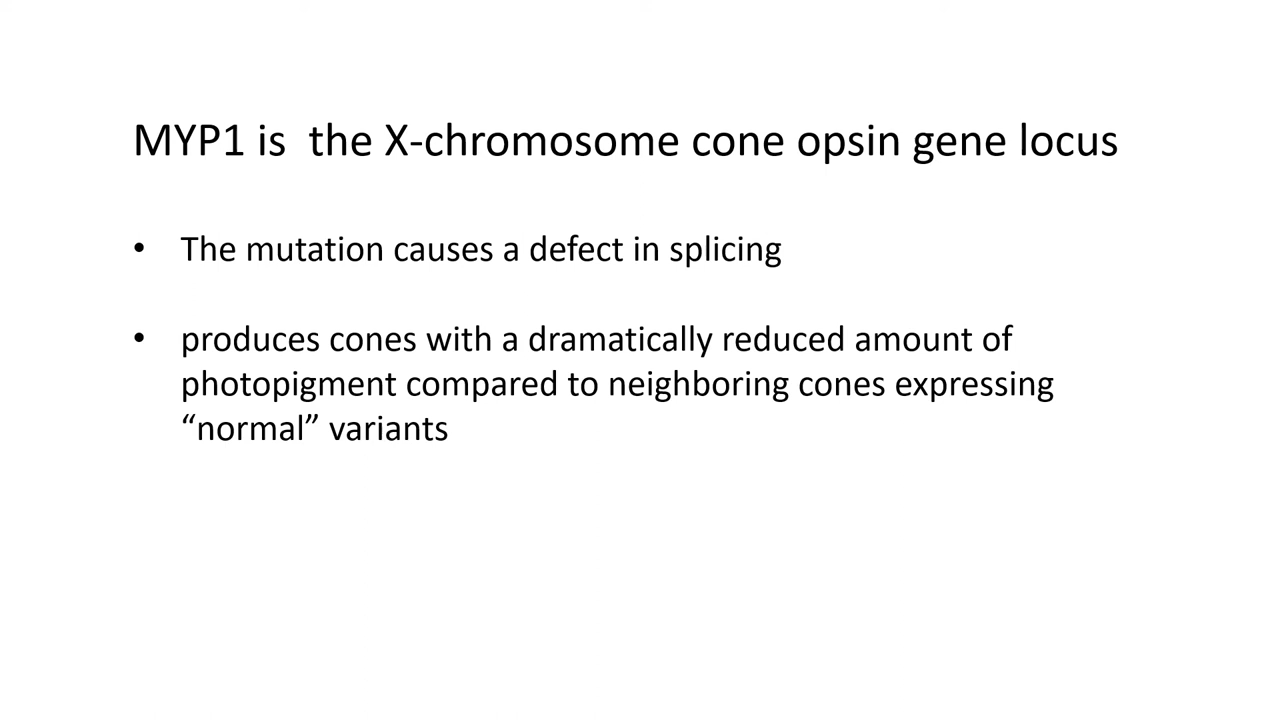 MYP1 is  the X-chromosome cone opsin gene locus
• The mutation causes a defect in splicing
• produces cones with a dramatically reduced amount of
photopigment compared to neighboring cones expressing
“normal” variants